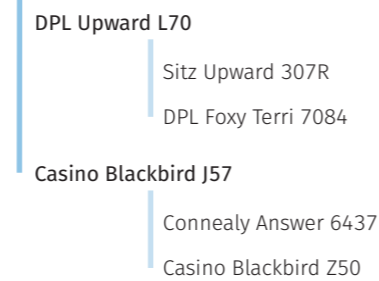 DPL Upward L70
Sitz Upward 307R
DPL Foxy Terri 7084
Casino Blackbird J57
Connealy Answer 6437
Casino Blackbird Z50